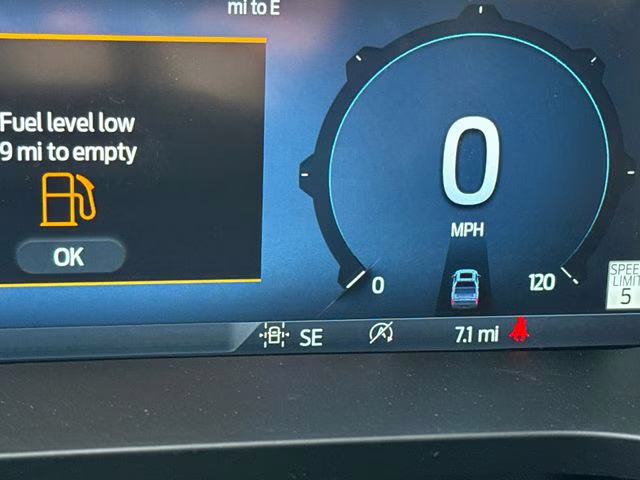 mi to E
Fuel level low
9 mi to empty
OK
0
MPH
0
120
SPEED
LIMIT
5
SE
7.1 mi